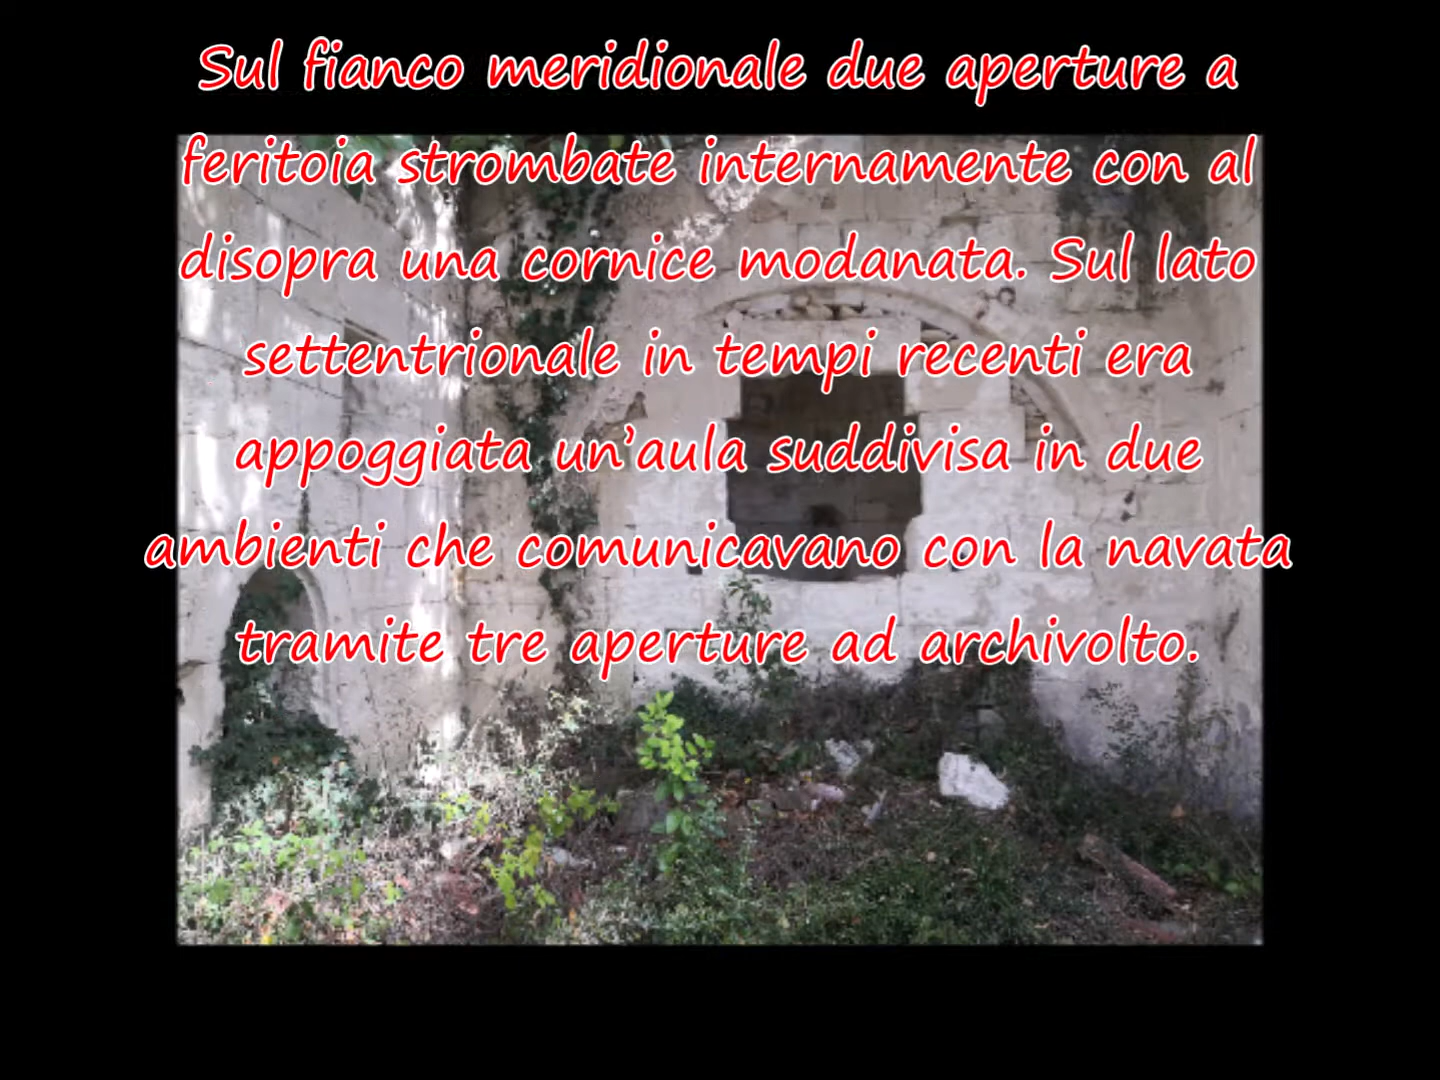 Sul fianco meridionale due aperture a
feritoia strombate internamente con al
disopra una cornice modanata. Sul lato
settentrionale in tempi recenti era
appoggiata un’aula suddivisa in due
ambienti che comunicavano con la navata
tramite tre aperture ad archivolto.